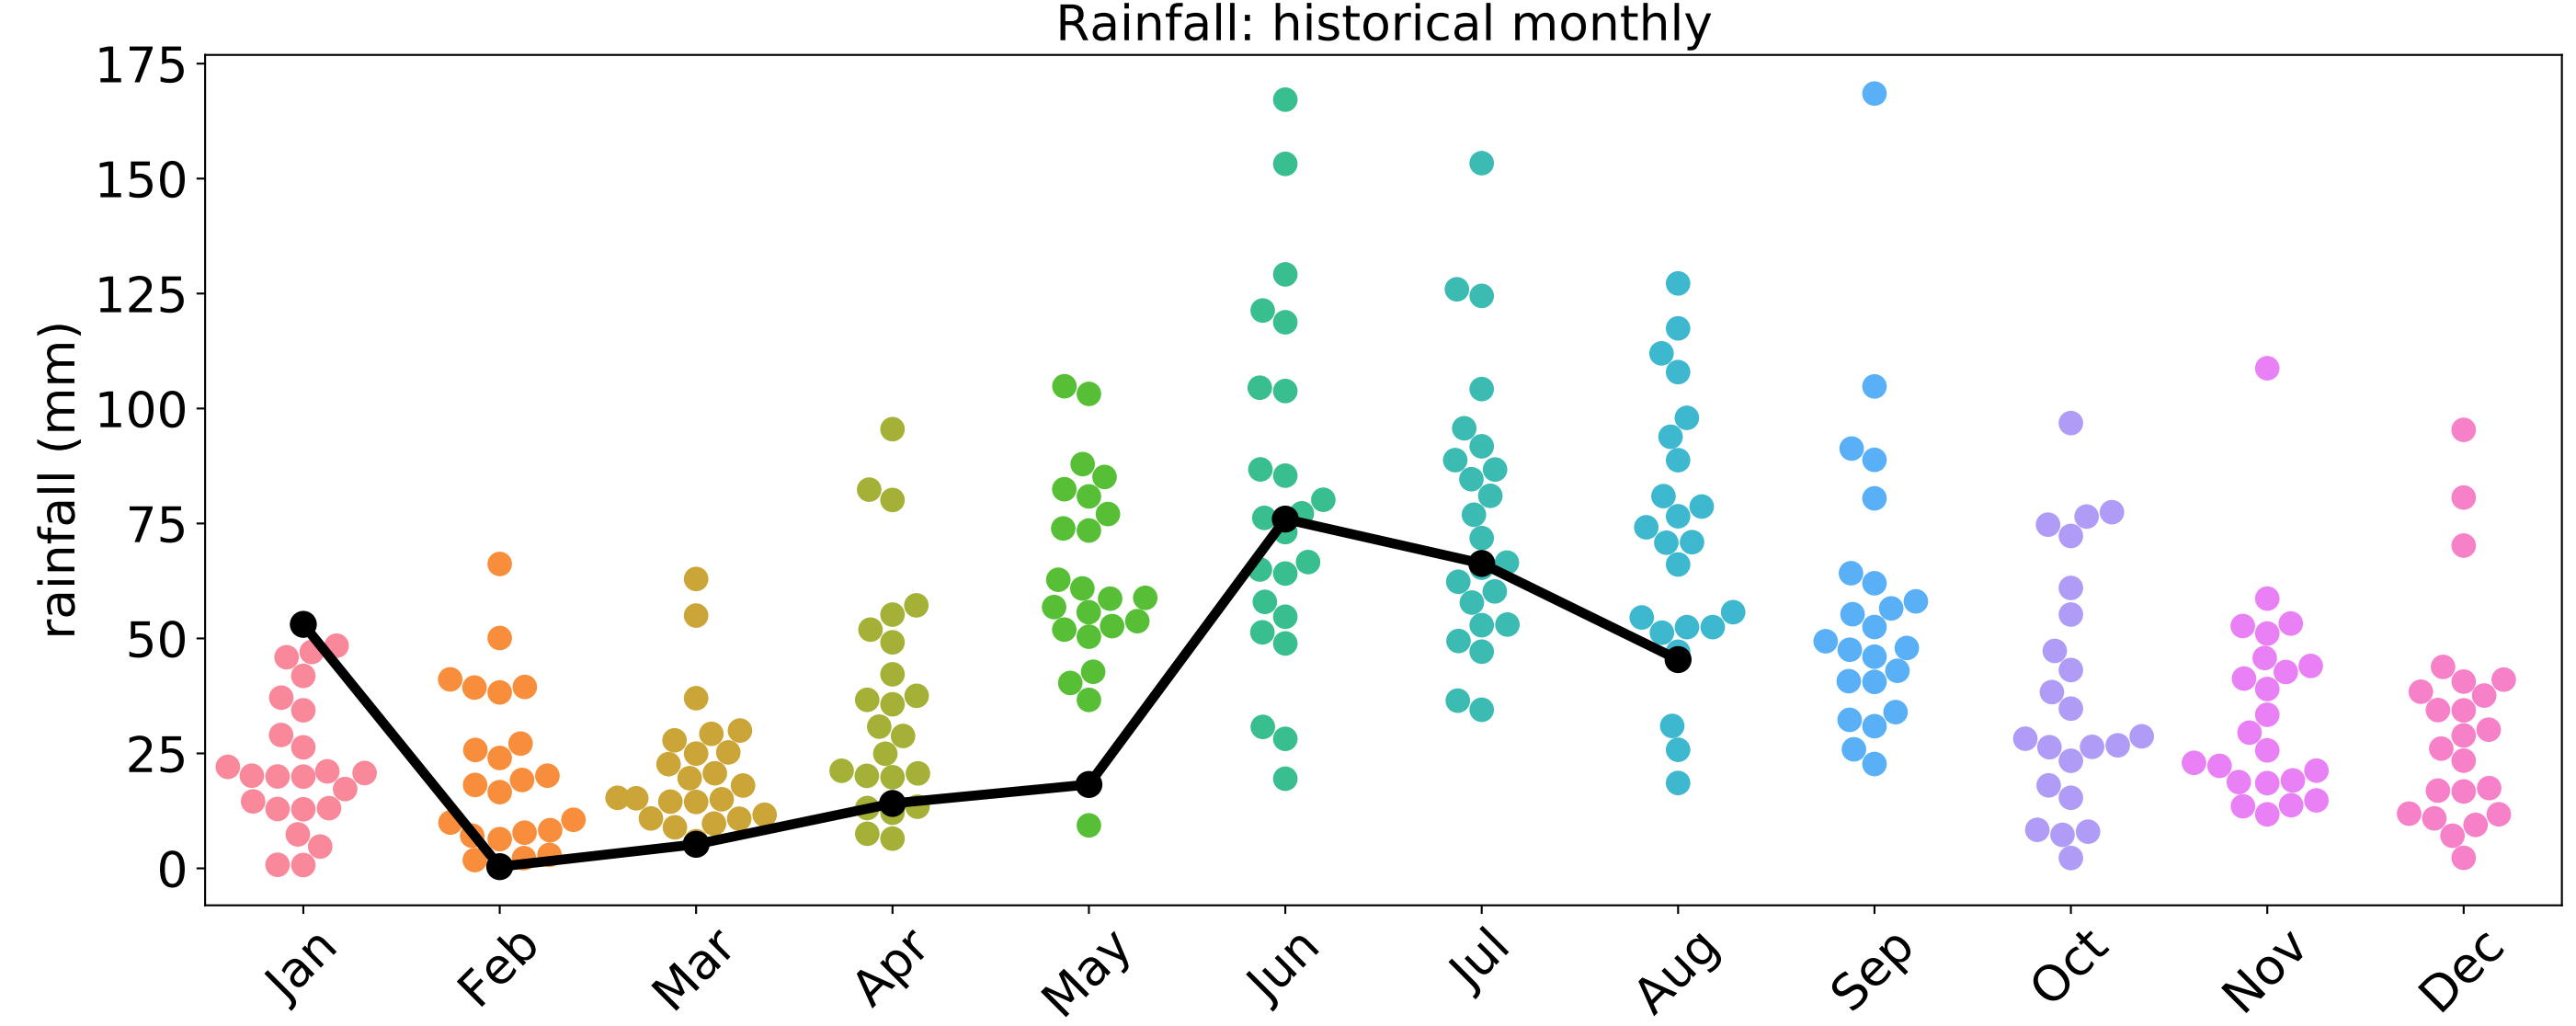 Rainfall: historical monthly
rainfall (mm)
175
150
125
100
75
50
25
0
Jan
Feb
Mar
Apr
May
Jun
Jul
Aug
Sep
Oct
Nov
Dec